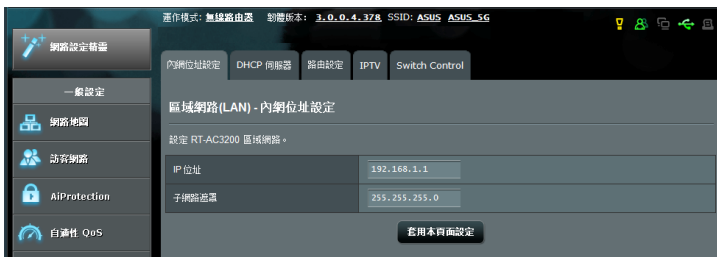 運作模式: 無線路由器 韌體版本: 3.0.0.4.378 SSID: ASUS ASUS_5G
網路設定精靈
內網位址設定 DHCP 伺服器 路由設定 IPTV Switch Control
一般設定
區域網路(LAN) - 內網位址設定
網路地圖
設定 RT-AC3200 區域網路。
訪客網路
IP 位址 192.168.1.1
AiProtection
子網路遮罩 255.255.255.0
自適性 QoS
套用本頁面設定